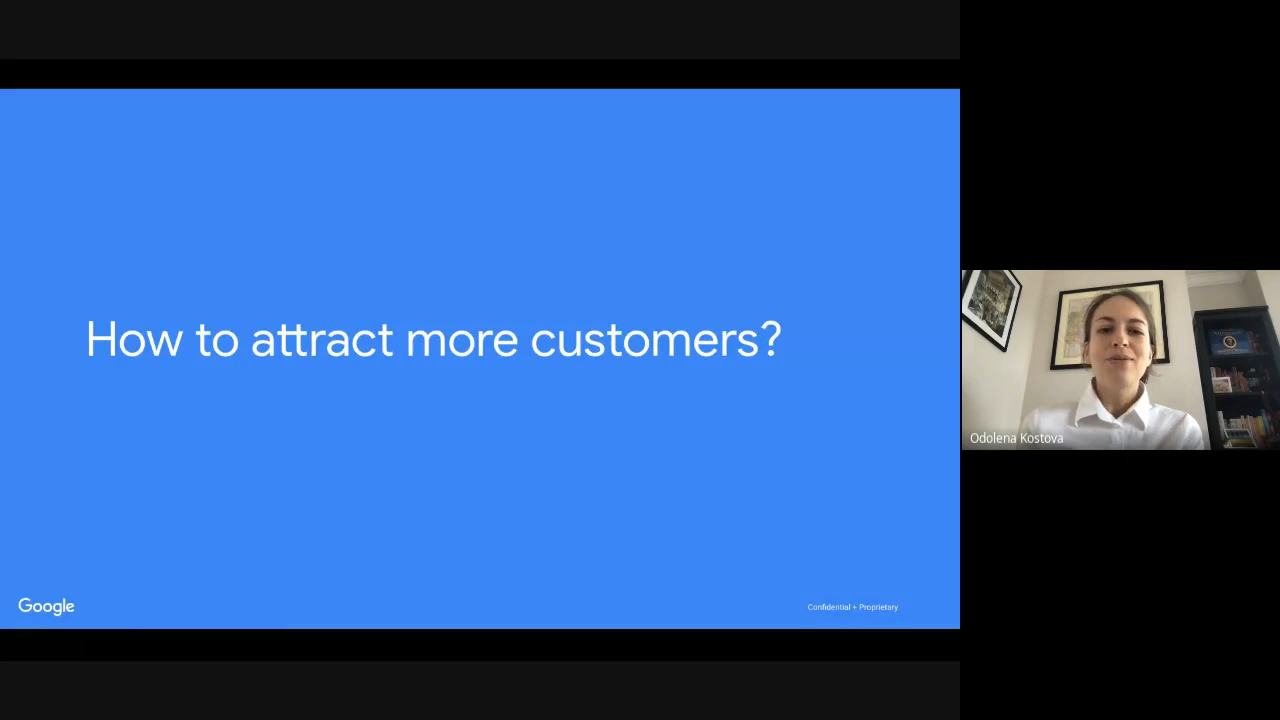 How to attract more customers?
Google
Confidential + Proprietary
Odolena Kostova